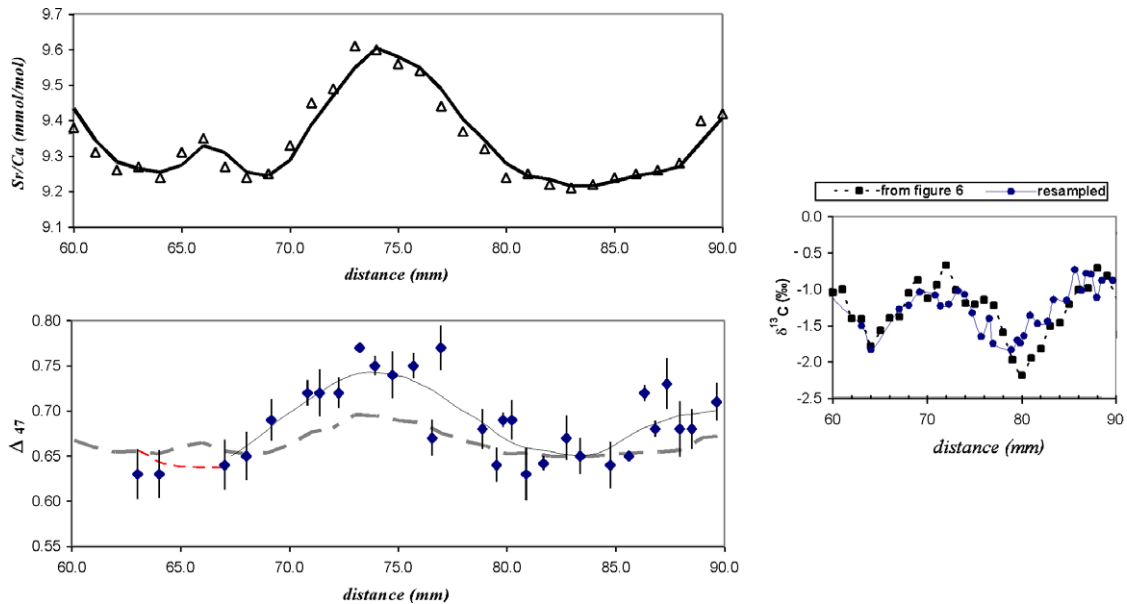 9.7
9.6
9.5
9.4
9.3
9.2
9.1
Sr/Ca (mmol/mol)
60.0 65.0 70.0 75.0 80.0 85.0 90.0
distance (mm)
0.80
0.75
0.70
0.65
0.60
0.55
Δ47
60.0 65.0 70.0 75.0 80.0 85.0 90.0
distance (mm)
-from figure 6 resampled
0.0
-0.5
-1.0
-1.5
-2.0
-2.5
δ13C (‰)
60 70 80 90
distance (mm)